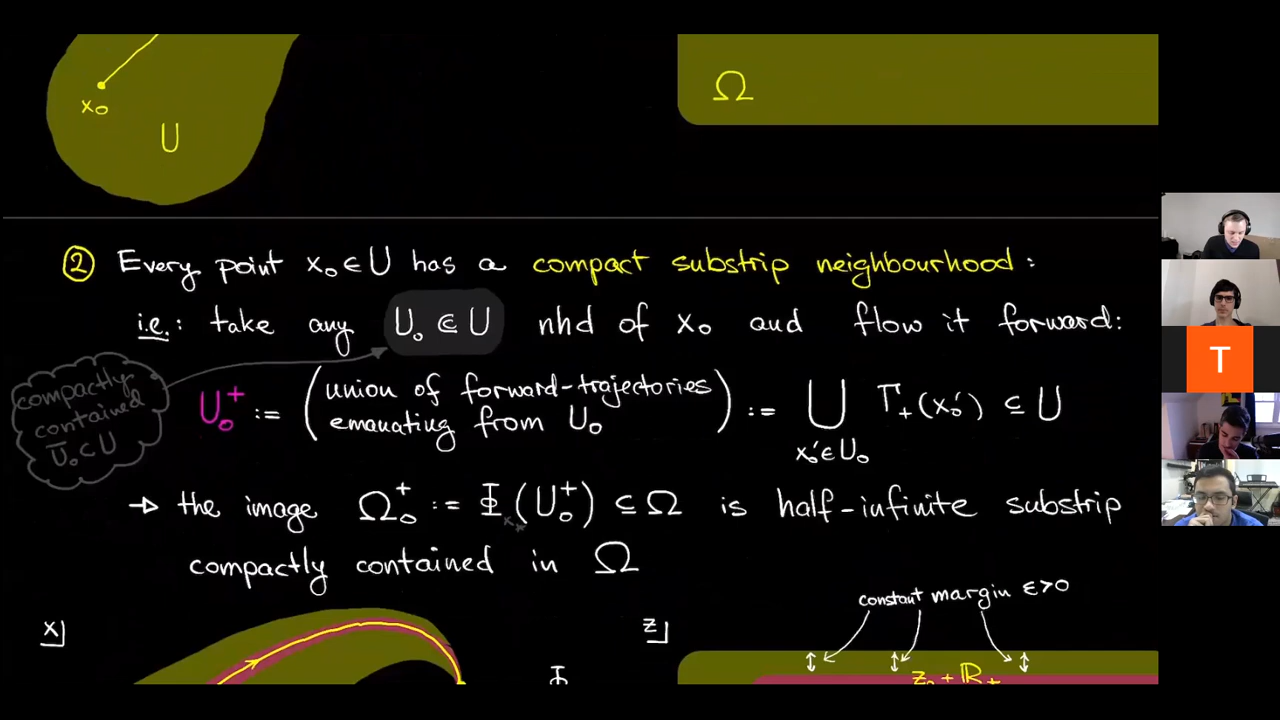 x₀
U
Ω
② Every point x₀ ∈ U has a compact substrip neighbourhood :
i.e.: take any U₀ ⋐ U nhd of x₀ and flow it forward:
compactly contained Ū₀ ⊂ U
U₀⁺ := (union of forward-trajectories emanating from U₀) := ⋃ Γ₊(x₀′) ⊆ U
x₀′∈U₀
→ the image Ω₀⁺ := Φ (U₀⁺) ⊆ Ω is half-infinite substrip
compactly contained in Ω
constant margin ε>0
x
z
Φ
z₀ + ℝ₊
T